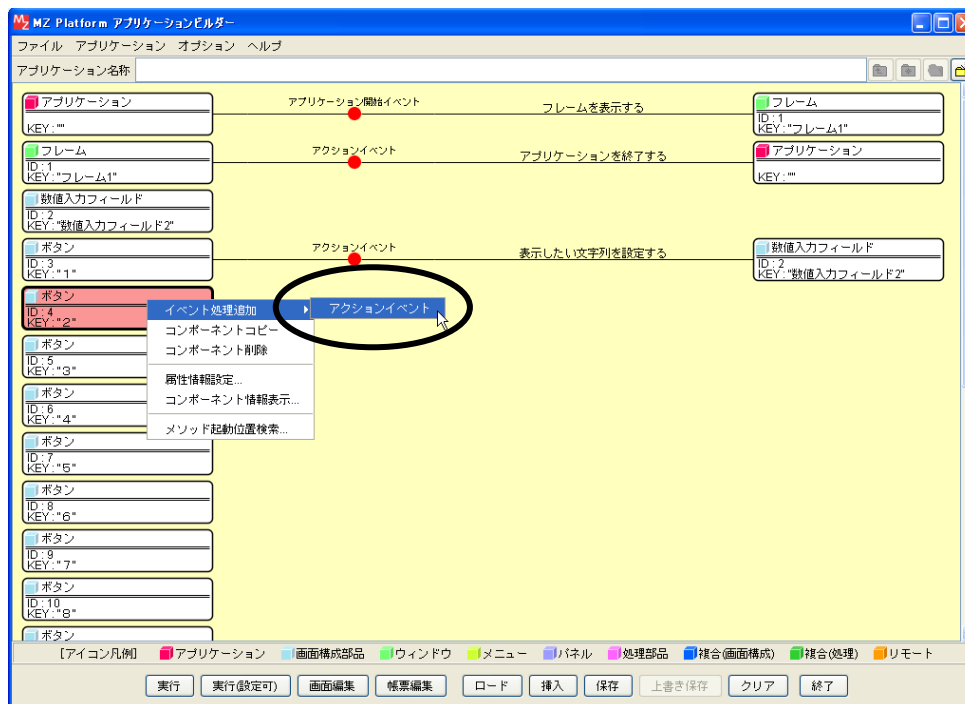 MZ Platform アプリケーションビルダー
ファイル アプリケーション オプション ヘルプ
アプリケーション名称
アプリケーション アプリケーション開始イベント フレームを表示する フレーム
KEY:"" ID:1
KEY:"フレーム1"
フレーム アクションイベント アプリケーションを終了する アプリケーション
ID:1
KEY:"フレーム1" KEY:""
数値入力フィールド
ID:2
KEY:"数値入力フィールド2"
ボタン アクションイベント 表示したい文字列を設定する 数値入力フィールド
ID:3 ID:2
KEY:"1" KEY:"数値入力フィールド2"
ボタン
ID:4
KEY:"2"
イベント処理追加 アクションイベント
コンポーネントコピー
コンポーネント削除
属性情報設定...
コンポーネント情報表示...
メソッド起動位置検索...
ボタン
ID:5
KEY:"3"
ボタン
ID:6
KEY:"4"
ボタン
ID:7
KEY:"5"
ボタン
ID:8
KEY:"6"
ボタン
ID:9
KEY:"7"
ボタン
ID:10
KEY:"8"
ボタン
[アイコン凡例] アプリケーション 画面構成部品 ウィンドウ メニュー パネル 処理部品 複合(画面構成) 複合(処理) リモート
実行 実行(設定可) 画面編集 帳票編集 ロード 挿入 保存 上書き保存 クリア 終了